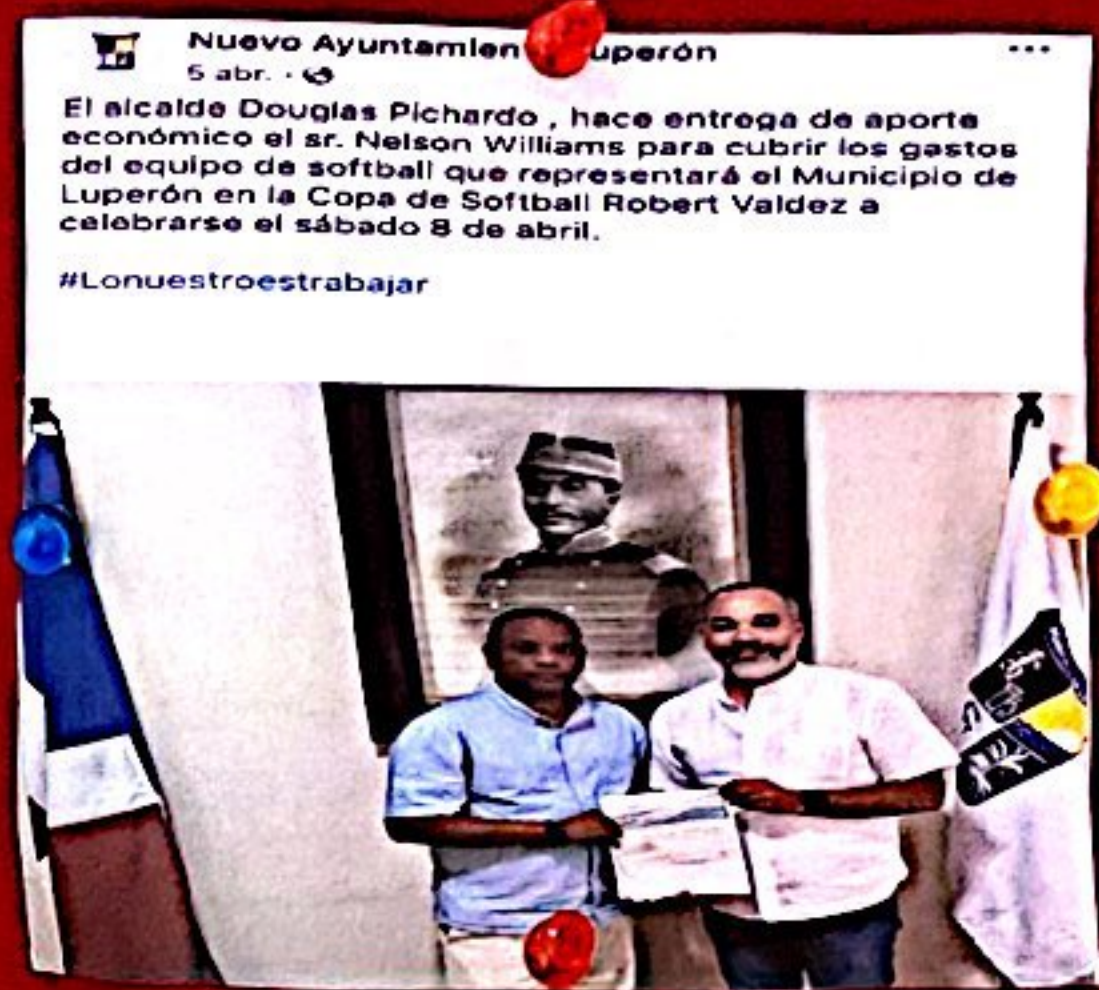 Nuevo Ayuntamien uperón
5 abr. ·
El alcalde Douglas Pichardo , hace entrega de aporte
económico el sr. Nelson Williams para cubrir los gastos
del equipo de softball que representará el Municipio de
Luperón en la Copa de Softball Robert Valdez a
celebrarse el sábado 8 de abril.
#Lonuestroestrabajar